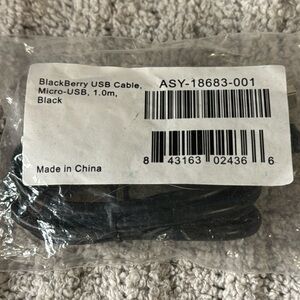 BlackBerry USB Cable,
Micro-USB, 1.0m,
Black
ASY-18683-001
8 43163 02436 6
Made in China